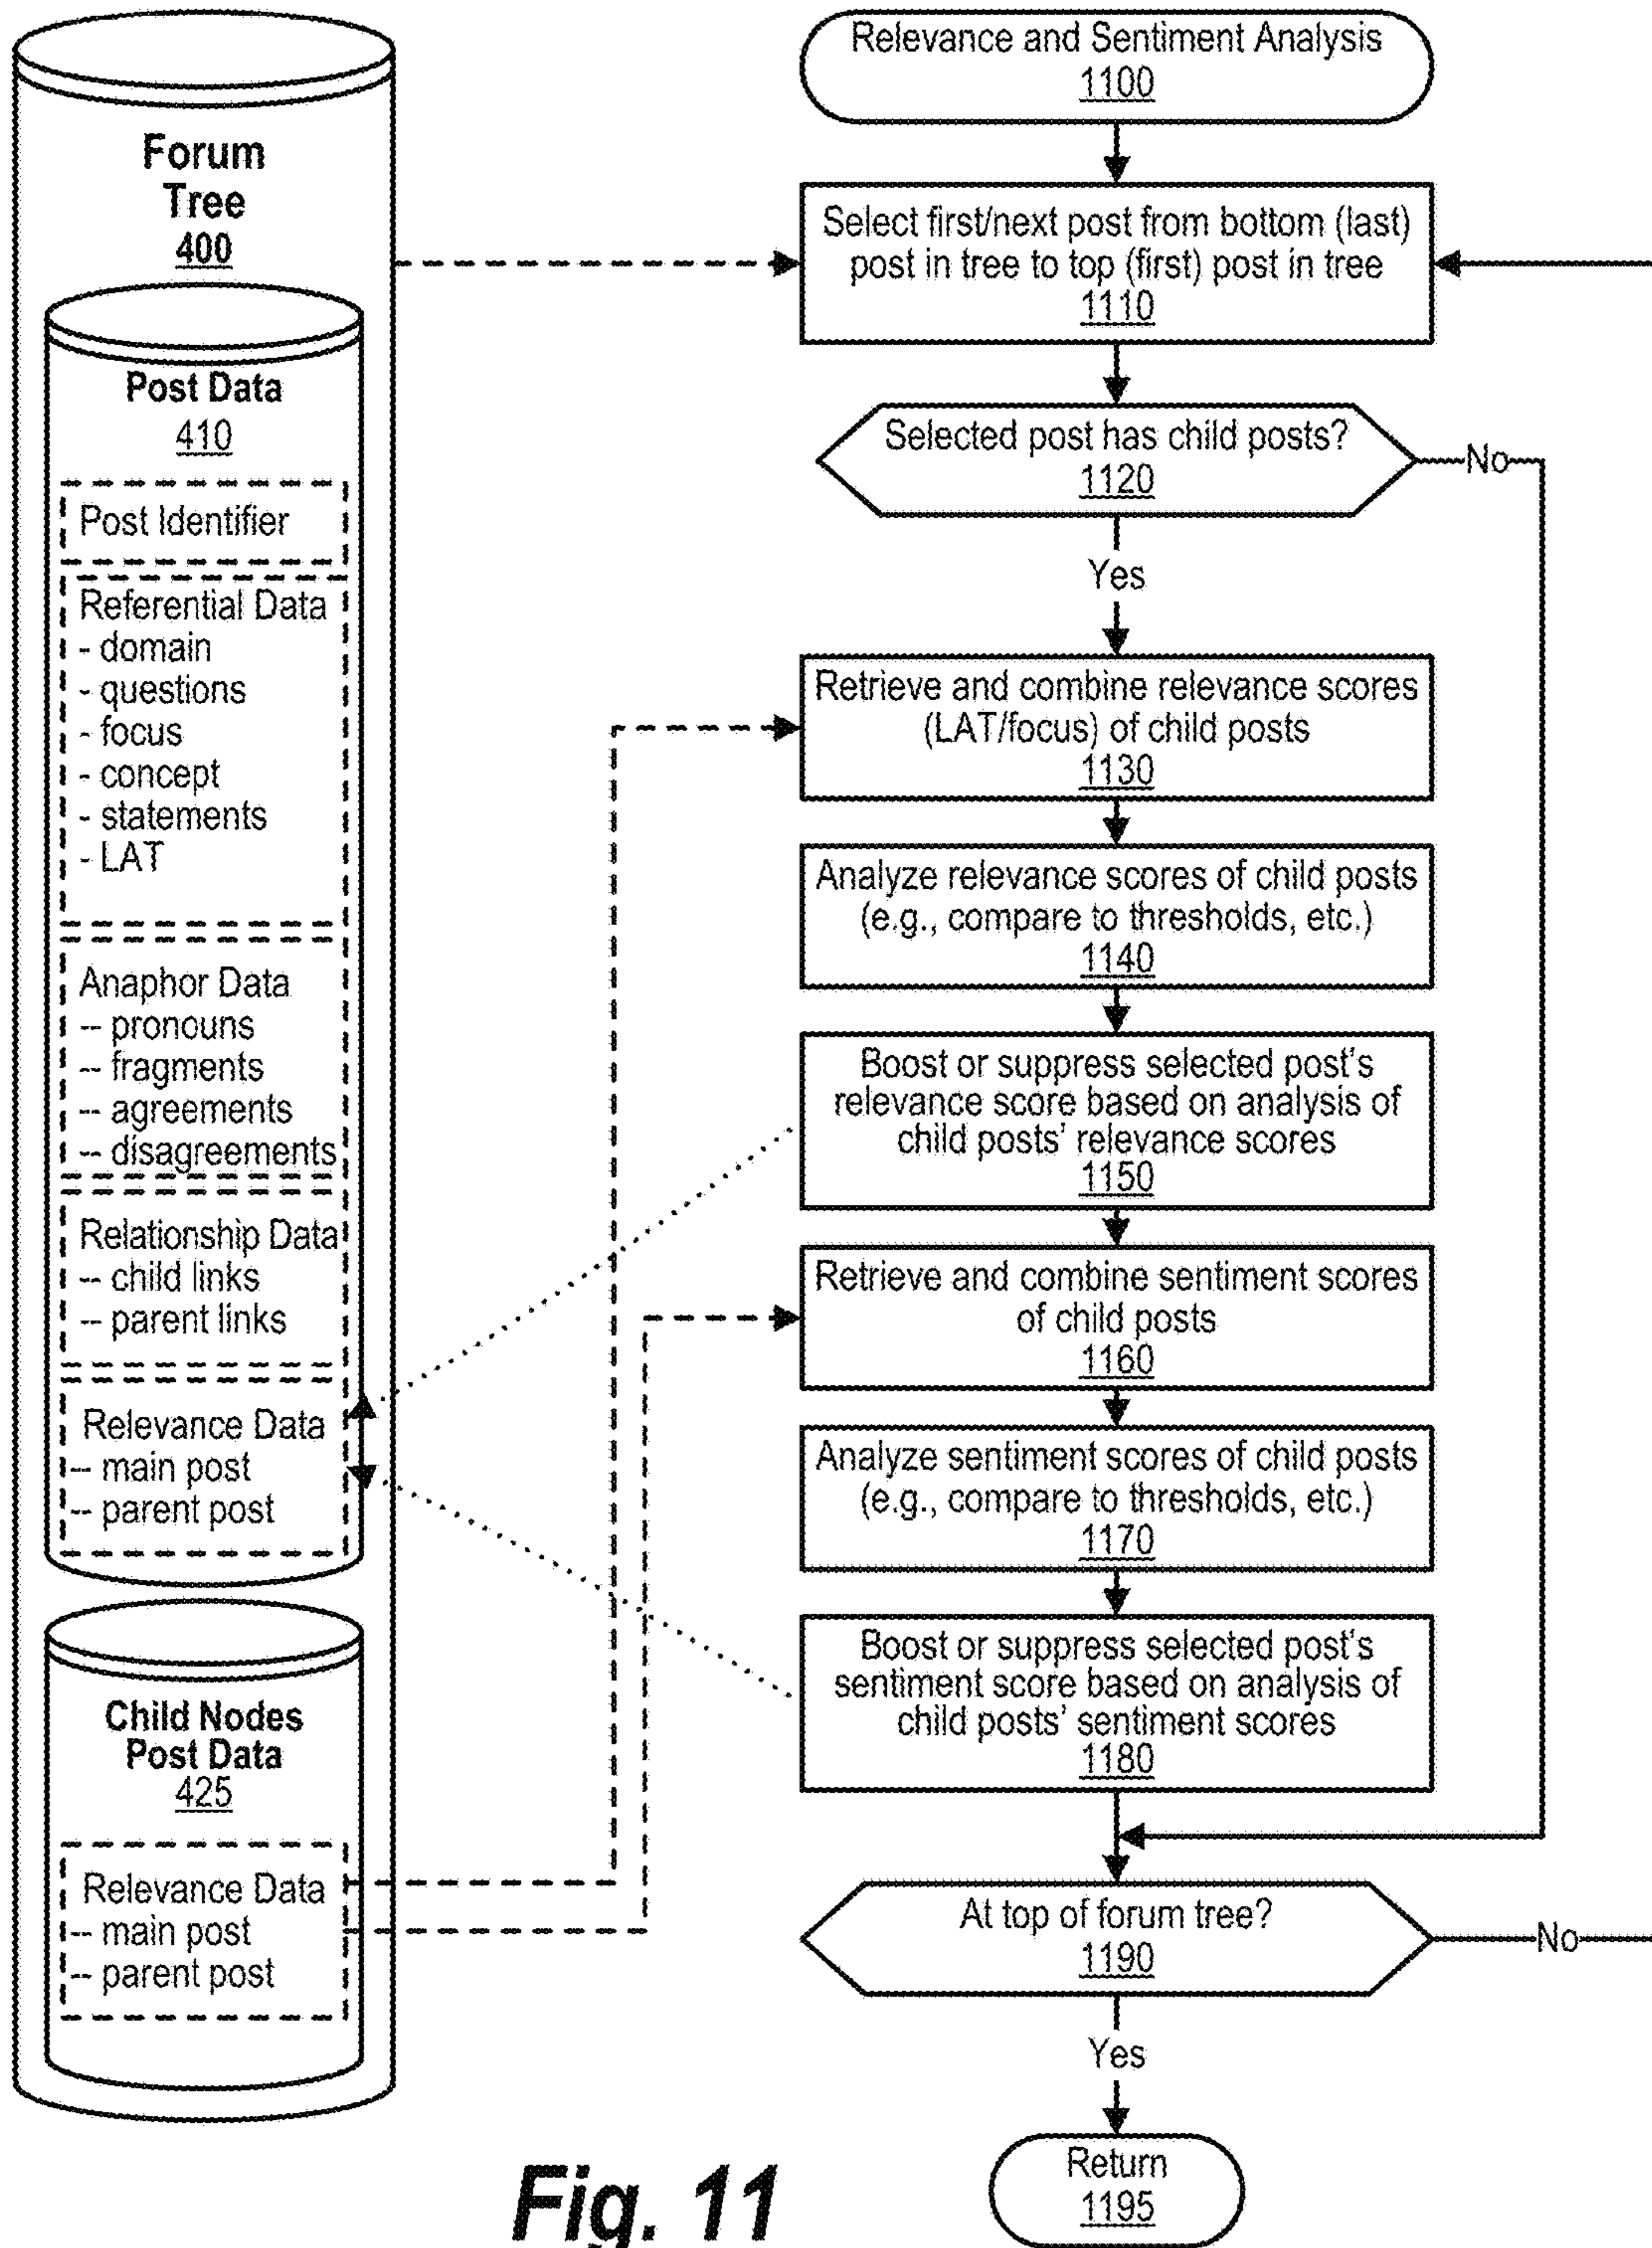 Forum
Tree
400
Post Data
410
Post Identifier
Referential Data
- domain
- questions
- focus
- concept
- statements
- LAT
Anaphor Data
-- pronouns
-- fragments
-- agreements
-- disagreements
Relationship Data
-- child links
-- parent links
Relevance Data
-- main post
-- parent post
Child Nodes
Post Data
425
Relevance Data
-- main post
-- parent post
Relevance and Sentiment Analysis
1100
Select first/next post from bottom (last)
post in tree to top (first) post in tree
1110
Selected post has child posts?
1120
No
Yes
Retrieve and combine relevance scores
(LAT/focus) of child posts
1130
Analyze relevance scores of child posts
(e.g., compare to thresholds, etc.)
1140
Boost or suppress selected post's
relevance score based on analysis of
child posts' relevance scores
1150
Retrieve and combine sentiment scores
of child posts
1160
Analyze sentiment scores of child posts
(e.g., compare to thresholds, etc.)
1170
Boost or suppress selected post's
sentiment score based on analysis of
child posts' sentiment scores
1180
At top of forum tree?
1190
No
Yes
Return
1195
Fig. 11